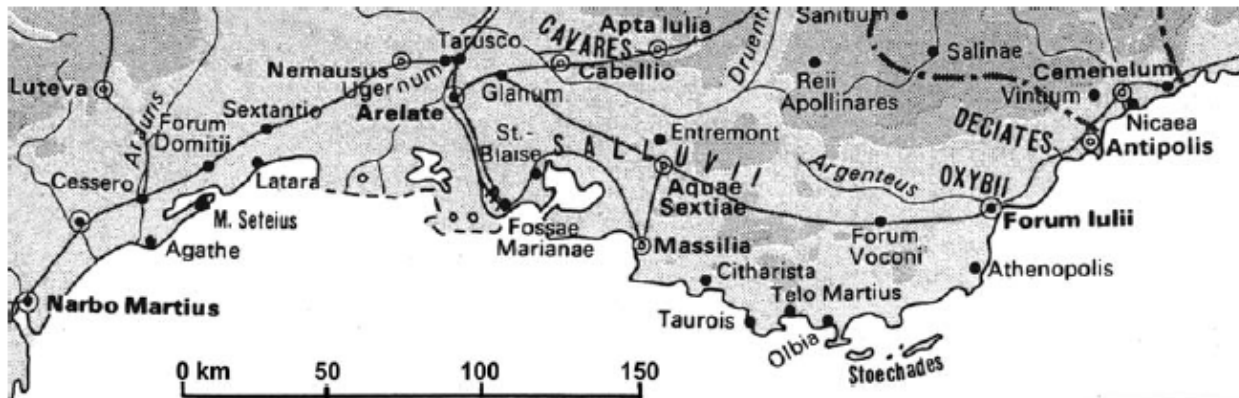 Sanitium
Apta Iulia
CAVARES
Tarusco
Druenti
Salinae
Nemausus
Ugernum
Cabellio
Reii
Apollinares
Cemenelum
Vintium
Luteva
Glanum
Sextantio
Arelate
Nicaea
DECIATES
Arauris
Forum
Domitii
St.-
Blaise
Entremont
SALLUVII
Antipolis
Argenteus
OXYBII
Cessero
Latara
Aquae
Sextiae
M. Seteius
Fossae
Marianae
Forum Iulii
Agathe
Massilia
Forum
Voconi
Citharista
Athenopolis
Telo Martius
Narbo Martius
Taurois
Olbia
Stoechades
0 km 50 100 150